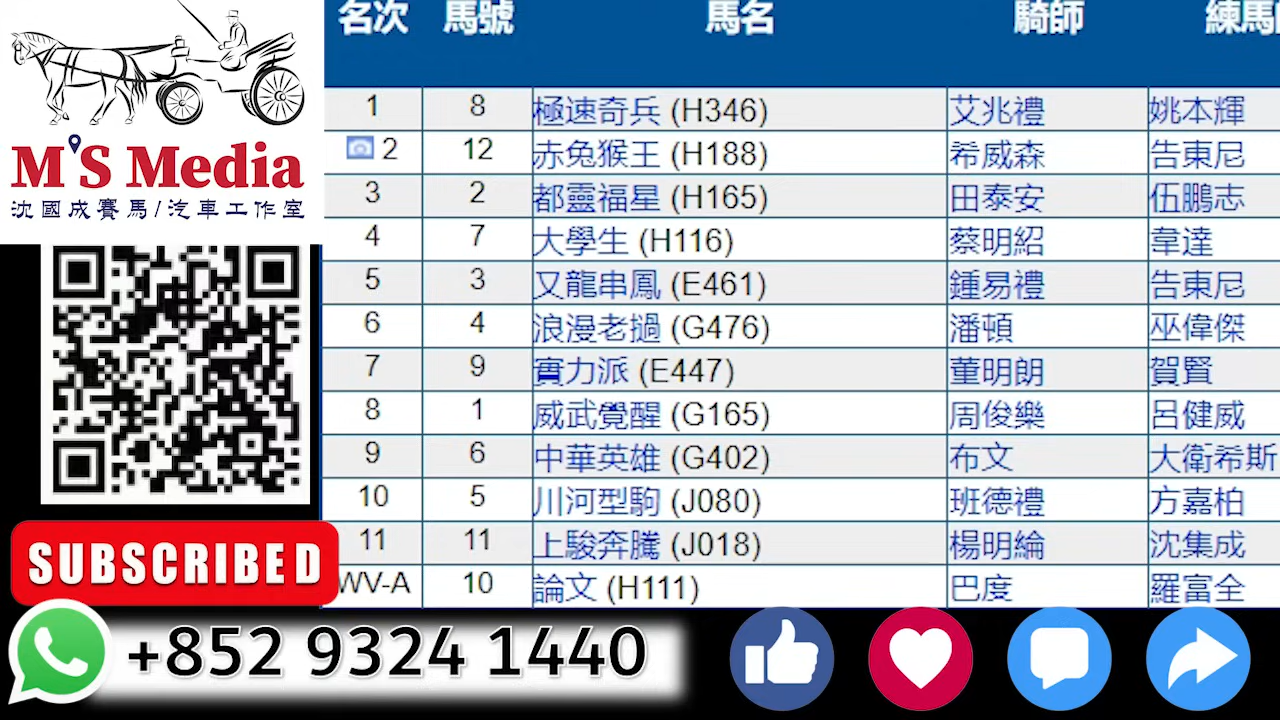 M'S Media
沈國成賽馬/汽車工作室
名次 馬號 馬名 騎師 練馬
1 8 極速奇兵 (H346) 艾兆禮 姚本輝
2 12 赤兔猴王 (H188) 希威森 告東尼
3 2 都靈福星 (H165) 田泰安 伍鵬志
4 7 大學生 (H116) 蔡明紹 韋達
5 3 又龍串鳳 (E461) 鍾易禮 告東尼
6 4 浪漫老撾 (G476) 潘頓 巫偉傑
7 9 實力派 (E447) 董明朗 賀賢
8 1 威武覺醒 (G165) 周俊樂 呂健威
9 6 中華英雄 (G402) 布文 大衛希斯
10 5 川河型駒 (J080) 班德禮 方嘉柏
11 11 上駿奔騰 (J018) 楊明綸 沈集成
WV-A 10 論文 (H111) 巴度 羅富全
SUBSCRIBED
+852 9324 1440